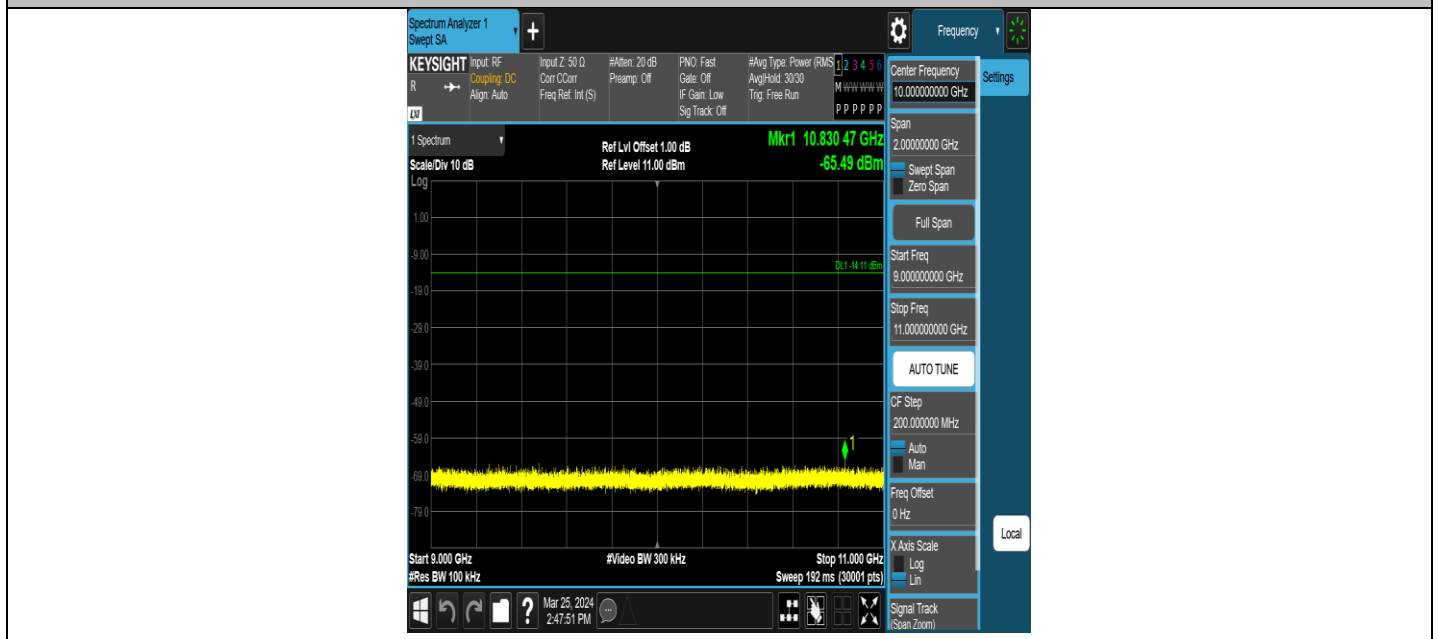 Spectrum Analyzer 1
Swept SA
+
Frequency
KEYSIGHT
R
LXI
Input: RF
Coupling: DC
Align: Auto
Input Z: 50 Ω
Corr CCorr
Freq Ref: Int (S)
#Atten: 20 dB
Preamp: Off
PNO: Fast
Gate: Off
IF Gain: Low
Sig Track: Off
#Avg Type: Power (RMS
Avg|Hold: 30/30
Trig: Free Run
1 2 3 4 5 6
M W W W W W
P P P P P P
1 Spectrum
Scale/Div 10 dB
Log
Ref Lvl Offset 1.00 dB
Ref Level 11.00 dBm
Mkr1 10.830 47 GHz
-65.49 dBm
1.00
-9.00
DL1 -14.11 dBm
-19.0
-29.0
-39.0
-49.0
-59.0
1
-69.0
-79.0
Start 9.000 GHz
#Video BW 300 kHz
Stop 11.000 GHz
#Res BW 100 kHz
Sweep 192 ms (30001 pts)
?
Mar 25, 2024
2:47:51 PM
Center Frequency
10.000000000 GHz
Settings
Span
2.00000000 GHz
Swept Span
Zero Span
Full Span
Start Freq
9.000000000 GHz
Stop Freq
11.000000000 GHz
AUTO TUNE
CF Step
200.000000 MHz
Auto
Man
Freq Offset
0 Hz
Local
X Axis Scale
Log
Lin
Signal Track
(Span Zoom)